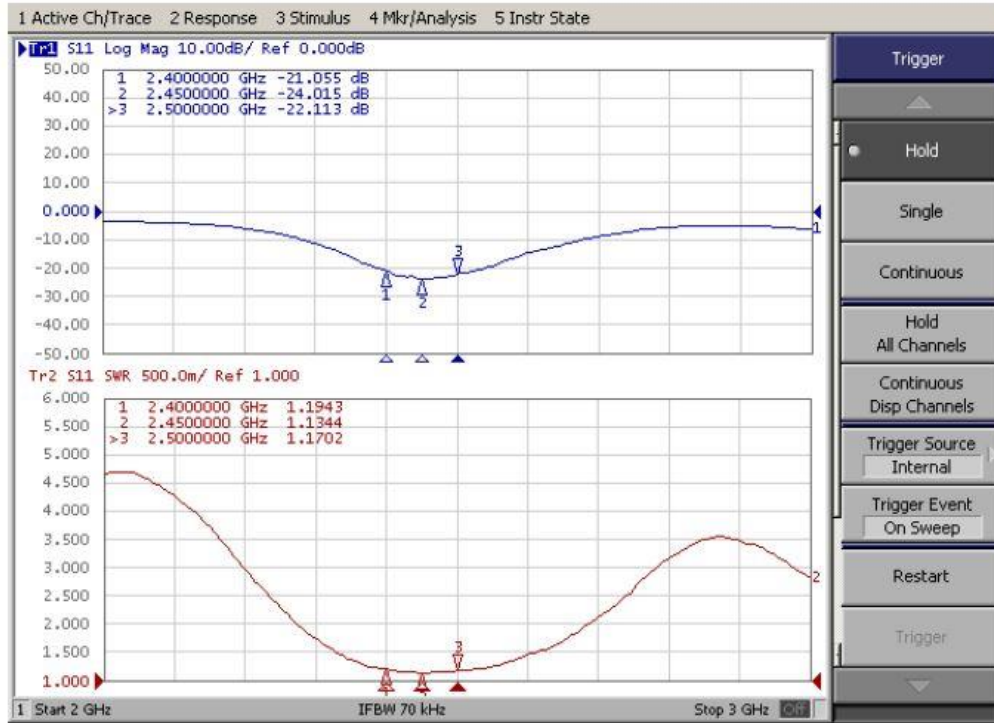 1 Active Ch/Trace 2 Response 3 Stimulus 4 Mkr/Analysis 5 Instr State
Tr1 S11 Log Mag 10.00dB/ Ref 0.000dB
50.00
40.00
30.00
20.00
10.00
0.000
-10.00
-20.00
-30.00
-40.00
-50.00
1 2.4000000 GHz -21.055 dB
2 2.4500000 GHz -24.015 dB
>3 2.5000000 GHz -22.113 dB
1
2
3
1
Tr2 S11 SWR 500.0m/ Ref 1.000
6.000
5.500
5.000
4.500
4.000
3.500
3.000
2.500
2.000
1.500
1.000
1 2.4000000 GHz 1.1943
2 2.4500000 GHz 1.1344
>3 2.5000000 GHz 1.1702
3
2
1 Start 2 GHz IFBW 70 kHz Stop 3 GHz Off
Trigger
Hold
Single
Continuous
Hold
All Channels
Continuous
Disp Channels
Trigger Source
Internal
Trigger Event
On Sweep
Restart
Trigger